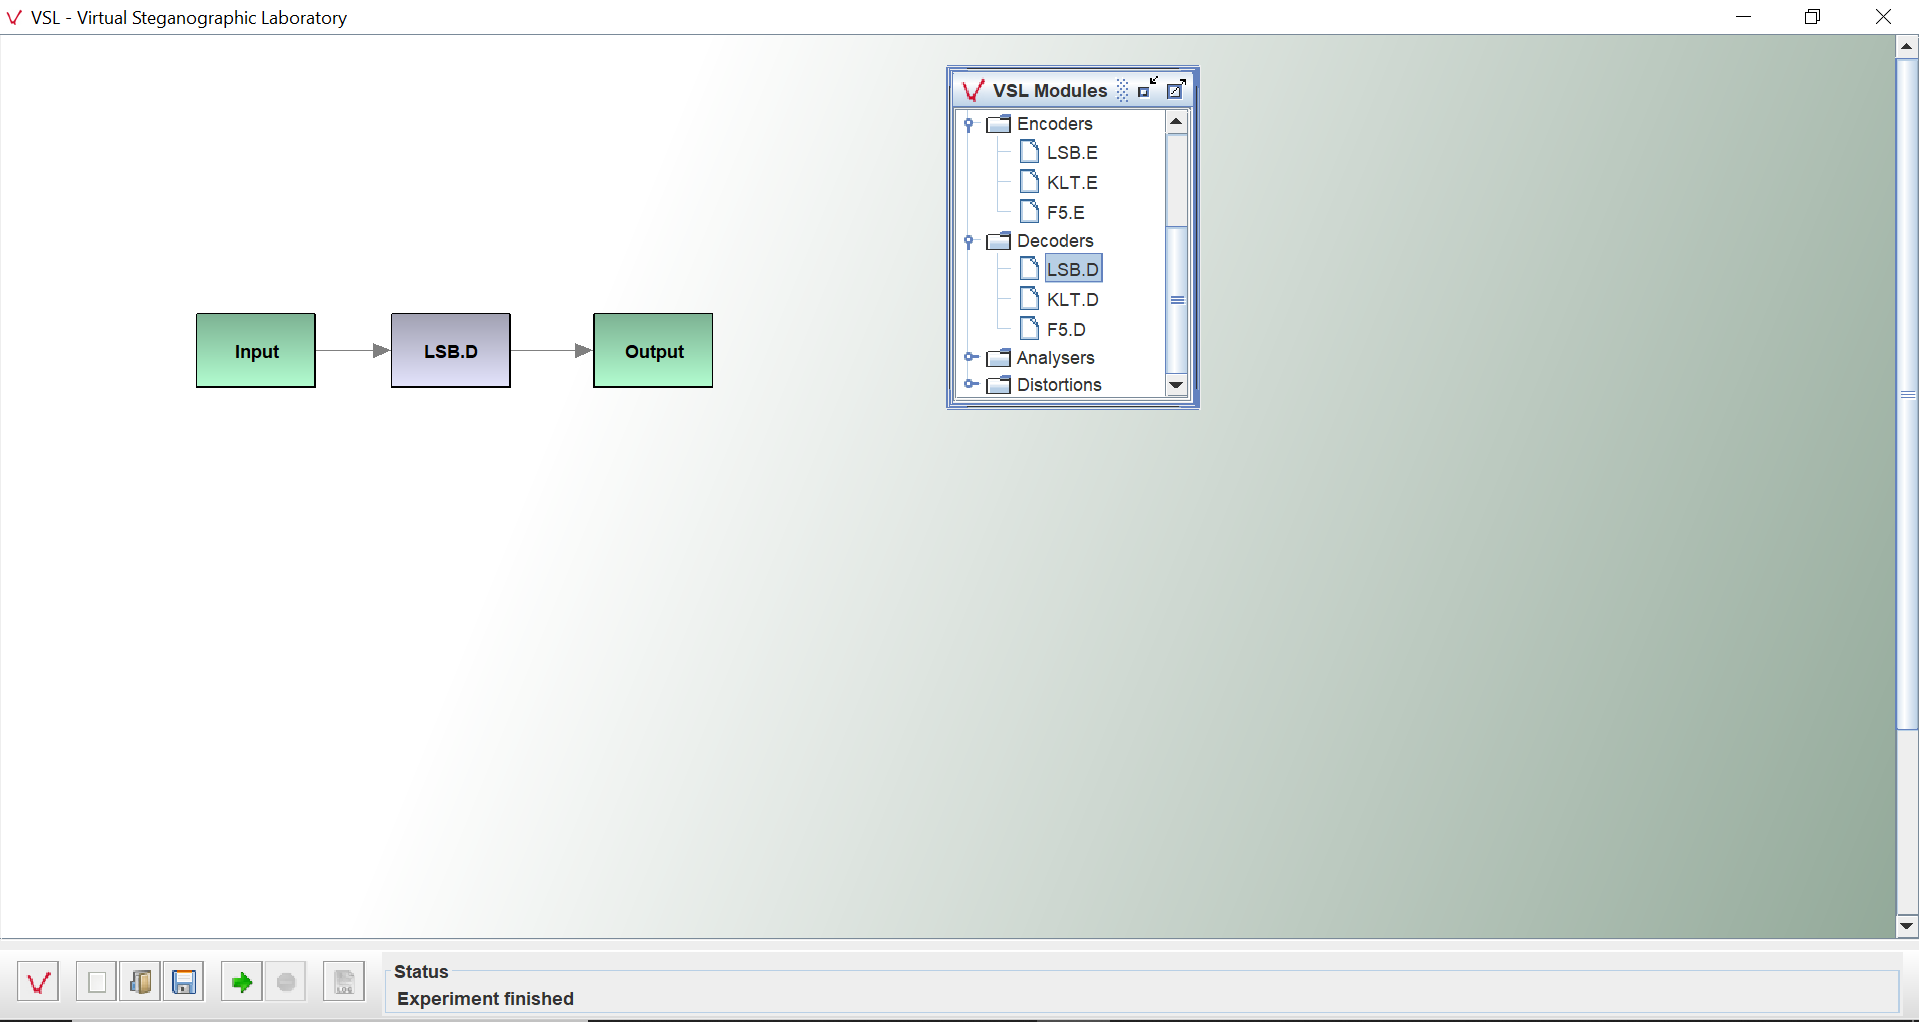 VSL - Virtual Steganographic Laboratory
VSL Modules
Encoders
LSB.E
KLT.E
F5.E
Decoders
LSB.D
KLT.D
F5.D
Analysers
Distortions
Input
LSB.D
Output
LOG
Status
Experiment finished